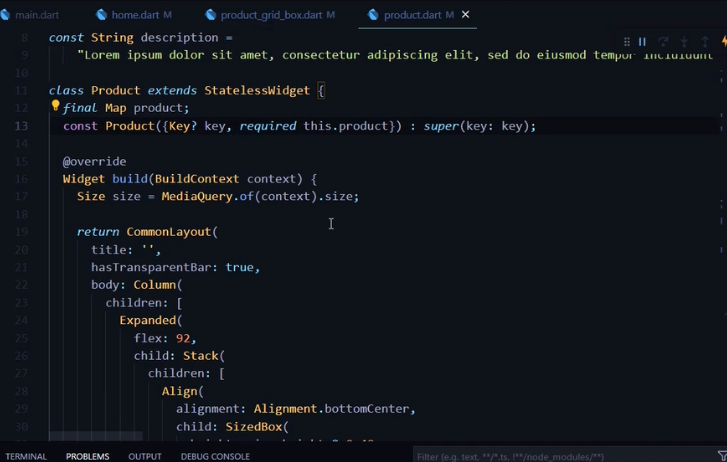 main.dart home.dart M product_grid_box.dart M product.dart M
8 const String description =
9 "Lorem ipsum dolor sit amet, consectetur adipiscing elit, sed do eiusmod tempor incididunt
10
11 class Product extends StatelessWidget {
12 final Map product;
13 const Product({Key? key, required this.product}) : super(key: key);
14
15 @override
16 Widget build(BuildContext context) {
17 Size size = MediaQuery.of(context).size;
18
19 return CommonLayout(
20 title: '',
21 hasTransparentBar: true,
22 body: Column(
23 children: [
24 Expanded(
25 flex: 92,
26 child: Stack(
27 children: [
28 Align(
29 alignment: Alignment.bottomCenter,
30 child: SizedBox(
TERMINAL PROBLEMS OUTPUT DEBUG CONSOLE Filter (e.g. text, **/*.ts, !**/node_modules/**)